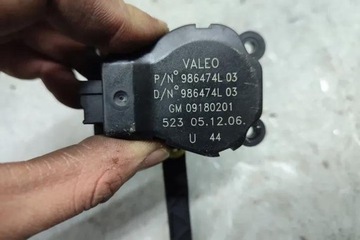 VALEO
P/N° 986474L 03
D/N° 986474L 03
GM 09180201
523 05.12.06.
U 44